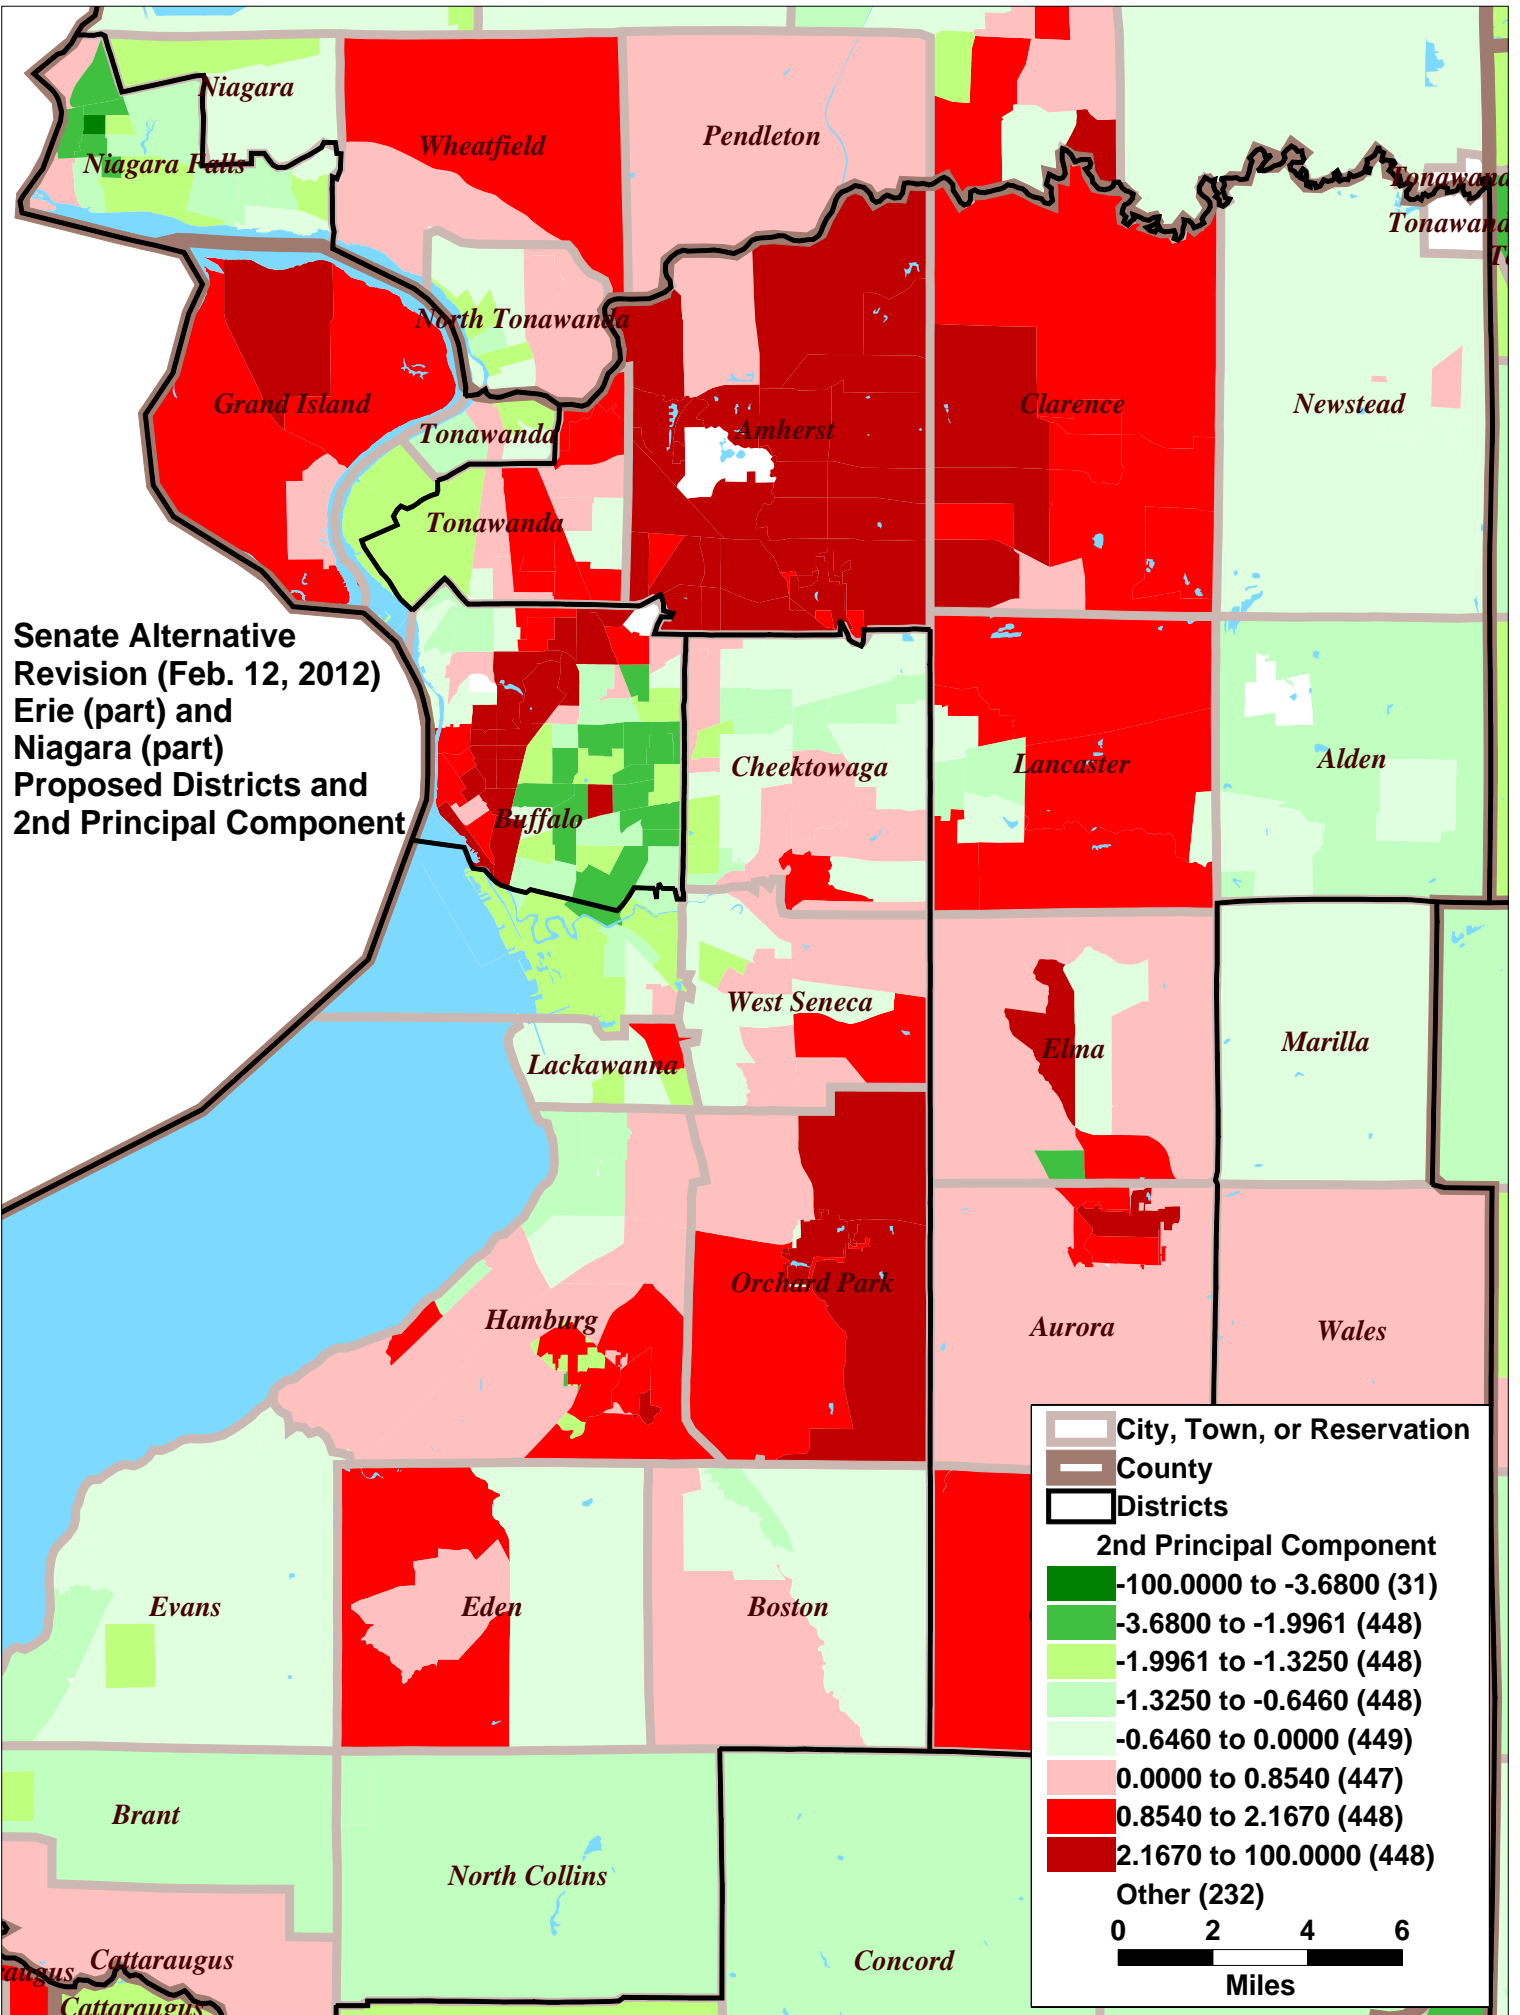 Niagara
Wheatfield
Pendleton
Niagara Falls
Tonawand
Tonawand
North Tonawanda
Grand Island
Tonawanda
Amherst
Clarence
Newstead
Tonawanda
Senate Alternative
Revision (Feb. 12, 2012)
Erie (part) and
Niagara (part)
Proposed Districts and
2nd Principal Component
Cheektowaga
Lancaster
Alden
Buffalo
West Seneca
Elma
Marilla
Lackawanna
Orchard Park
Hamburg
Aurora
Wales
City, Town, or Reservation
County
Districts
2nd Principal Component
-100.0000 to -3.6800 (31)
-3.6800 to -1.9961 (448)
-1.9961 to -1.3250 (448)
-1.3250 to -0.6460 (448)
-0.6460 to 0.0000 (449)
0.0000 to 0.8540 (447)
0.8540 to 2.1670 (448)
2.1670 to 100.0000 (448)
Other (232)
0 2 4 6
Miles
Evans
Eden
Boston
Brant
North Collins
Concord
Cattaraugus
araugus
Cattaraugus